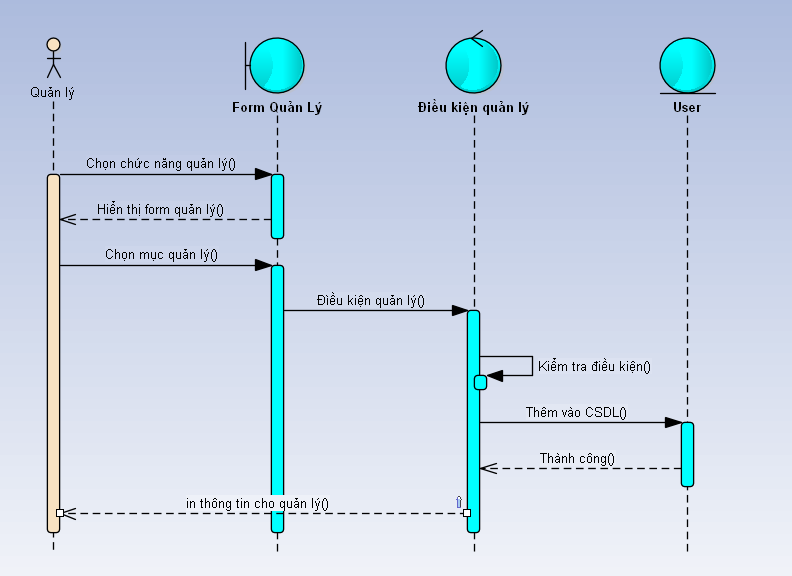 Quản lý
Form Quản Lý
Điều kiện quản lý
User
Chọn chức năng quản lý()
Hiển thị form quản lý()
Chọn mục quản lý()
Điều kiện quản lý()
Kiểm tra điều kiện()
Thêm vào CSDL()
Thành công()
in thông tin cho quản lý()